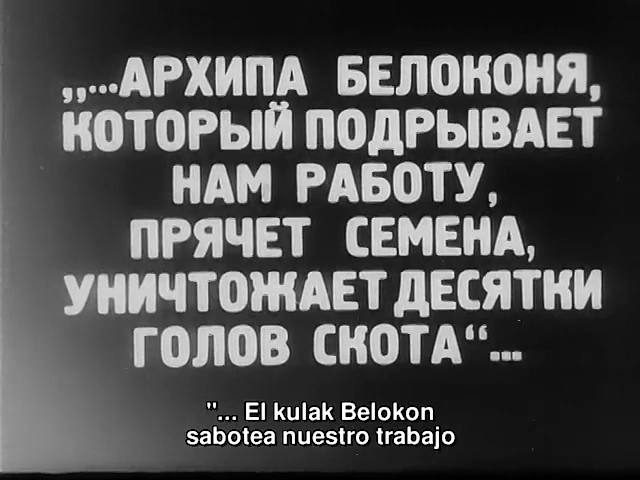 „...АРХИПА БЕЛОКОНЯ,
КОТОРЫЙ ПОДРЫВАЕТ
НАМ РАБОТУ,
ПРЯЧЕТ СЕМЕНА,
УНИЧТОЖАЕТ ДЕСЯТКИ
ГОЛОВ СКОТА“...
"... El kulak Belokon
sabotea nuestro trabajo